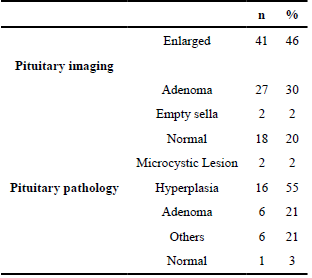 n %
Enlarged 41 46
Pituitary imaging
Adenoma 27 30
Empty sella 2 2
Normal 18 20
Microcystic Lesion 2 2
Pituitary pathology Hyperplasia 16 55
Adenoma 6 21
Others 6 21
Normal 1 3